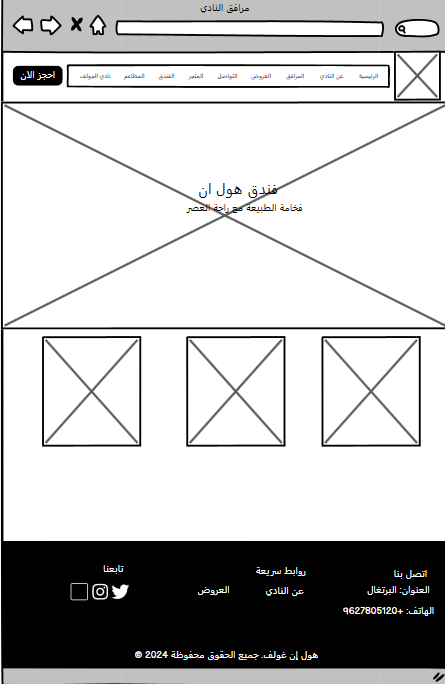 مرافق النادي
الرئيسية عن النادي المرافق العروض التواصل المتجر الفندق المطاعم نادي الجولف احجز الآن
فندق هول ان
فخامة الطبيعة مع راحة العصر
اتصل بنا روابط سريعة تابعنا
العنوان: البرتغال عن النادي العروض
الهاتف: +9627805120
هول إن غولف. جميع الحقوق محفوظة 2024 ©